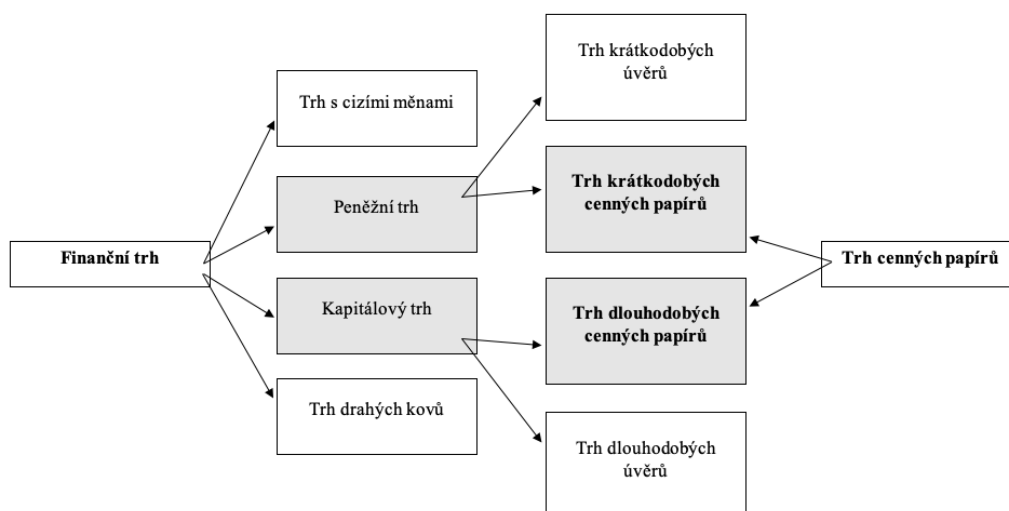 Finanční trh
Trh s cizími měnami
Peněžní trh
Kapitálový trh
Trh drahých kovů
Trh krátkodobých
úvěrů
Trh krátkodobých
cenných papírů
Trh dlouhodobých
cenných papírů
Trh dlouhodobých
úvěrů
Trh cenných papírů